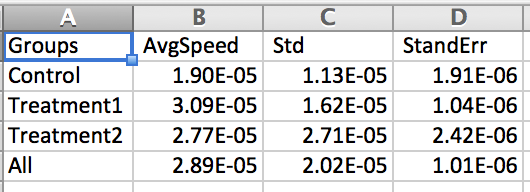 A B C D
Groups AvgSpeed Std StandErr
Control 1.90E-05 1.13E-05 1.91E-06
Treatment1 3.09E-05 1.62E-05 1.04E-06
Treatment2 2.77E-05 2.71E-05 2.42E-06
All 2.89E-05 2.02E-05 1.01E-06